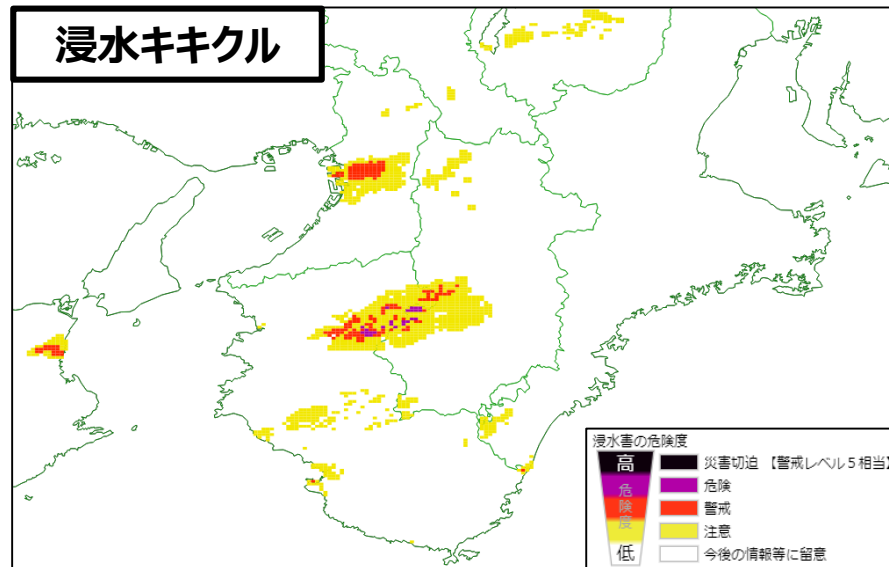 浸水キキクル
浸水害の危険度
高
危険度
低
災害切迫 【警戒レベル5相当】
危険
警戒
注意
今後の情報等に留意